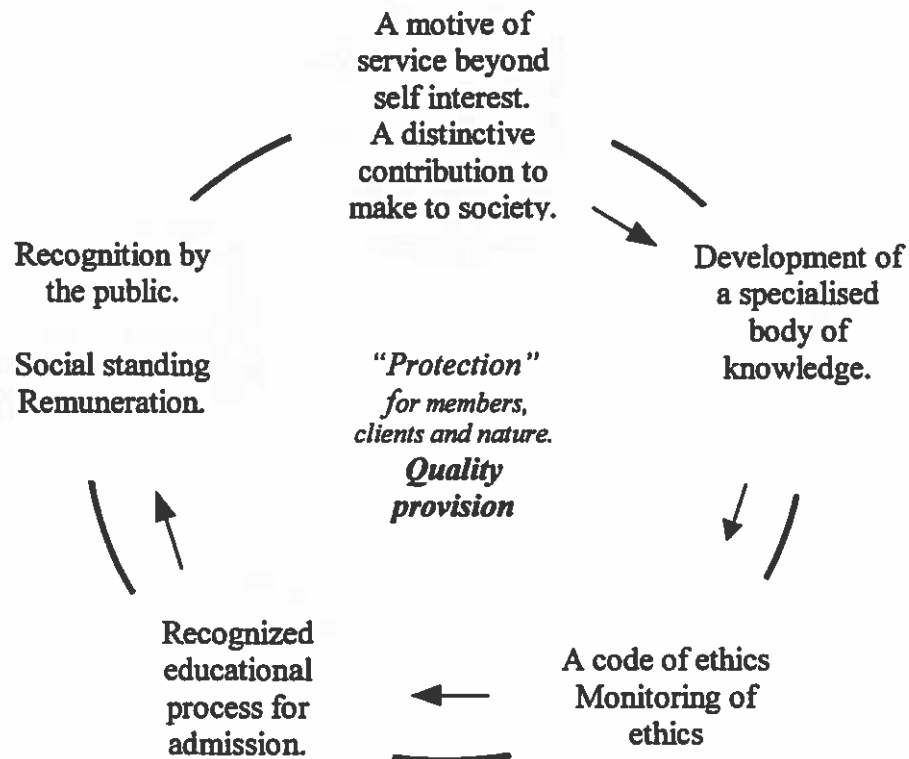 A motive of
service beyond
self interest.
A distinctive
contribution to
make to society.
Development of
a specialised
body of
knowledge.
A code of ethics
Monitoring of
ethics
Recognized
educational
process for
admission.
Recognition by
the public.
Social standing
Remuneration.
“Protection”
for members,
clients and nature.
Quality
provision